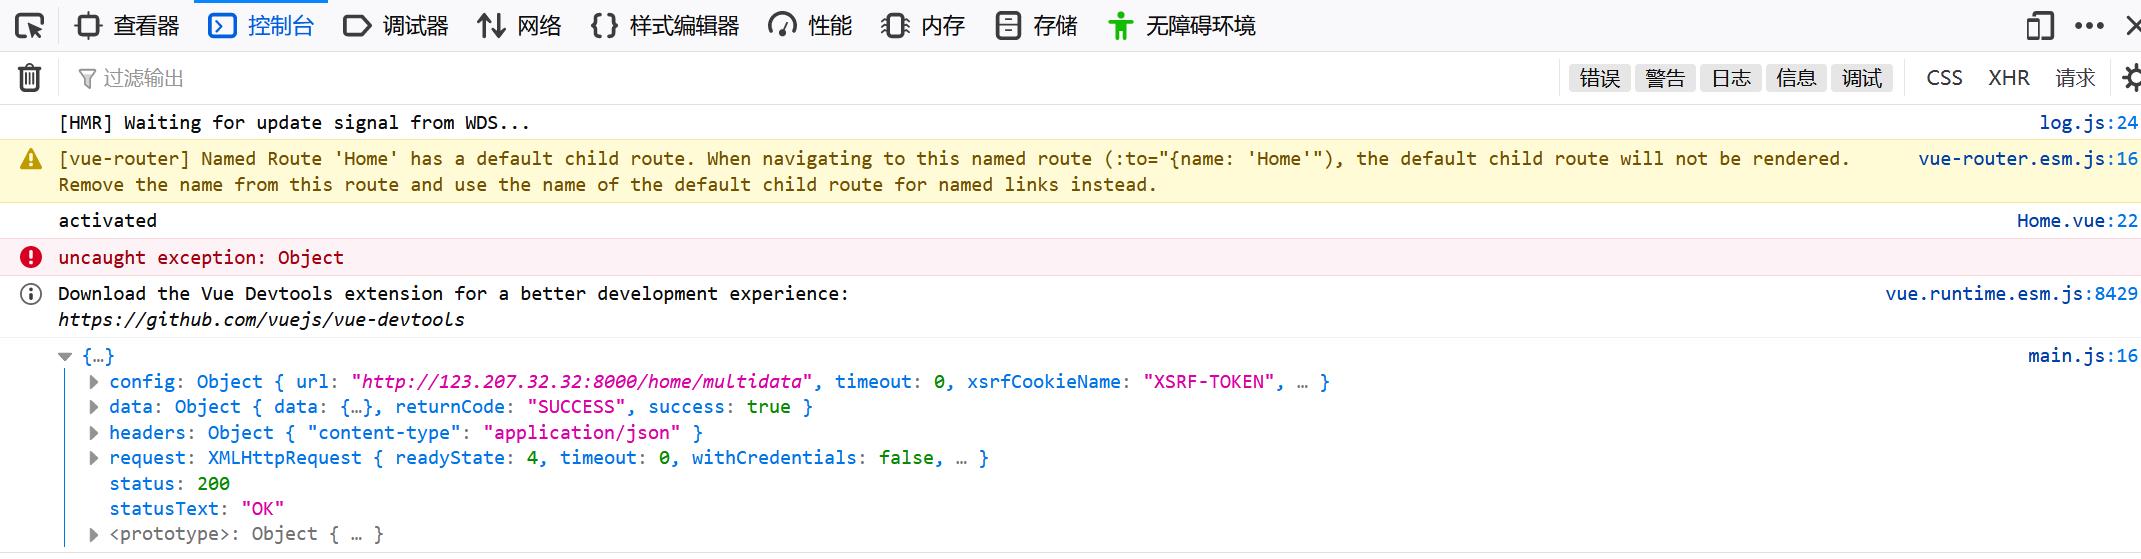 查看器 控制台 调试器 网络 {} 样式编辑器 性能 内存 存储 无障碍环境
过滤输出 错误 警告 日志 信息 调试 CSS XHR 请求
[HMR] Waiting for update signal from WDS... log.js:24
[vue-router] Named Route 'Home' has a default child route. When navigating to this named route (:to="{name: 'Home'"), the default child route will not be rendered. vue-router.esm.js:16
Remove the name from this route and use the name of the default child route for named links instead.
activated Home.vue:22
uncaught exception: Object
Download the Vue Devtools extension for a better development experience: vue.runtime.esm.js:8429
https://github.com/vuejs/vue-devtools
{…} main.js:16
config: Object { url: "http://123.207.32.32:8000/home/multidata", timeout: 0, xsrfCookieName: "XSRF-TOKEN", … }
data: Object { data: {…}, returnCode: "SUCCESS", success: true }
headers: Object { "content-type": "application/json" }
request: XMLHttpRequest { readyState: 4, timeout: 0, withCredentials: false, … }
status: 200
statusText: "OK"
<prototype>: Object { … }